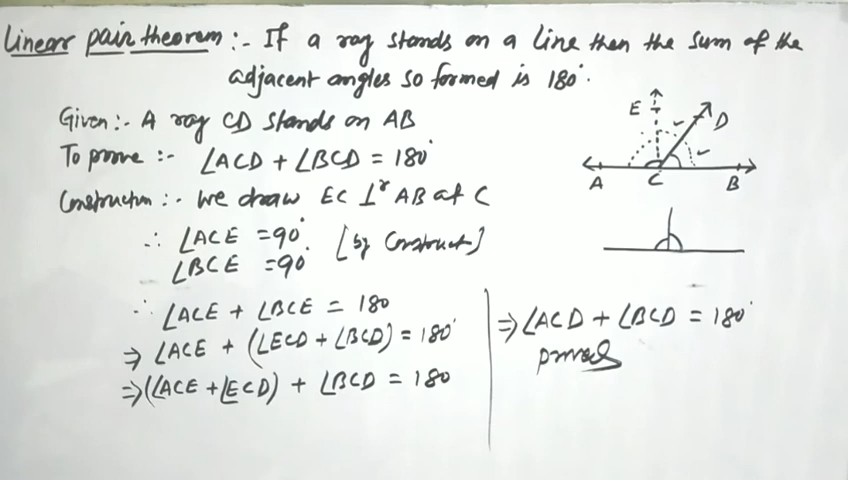 Linear pair theorem :- If a ray stands on a line then the sum of the
adjacent angles so formed is 180°.
Given :- A ray CD stands on AB
To prove :- ∠ACD + ∠BCD = 180°
Construction :- We draw EC ⊥r AB at C
∴ ∠ACE = 90° [by Construct]
∠BCE = 90°
∴ ∠ACE + ∠BCE = 180
⇒ ∠ACE + (∠ECD + ∠BCD) = 180°
⇒ (∠ACE + ∠ECD) + ∠BCD = 180
⇒ ∠ACD + ∠BCD = 180°
proved
E
D
A
C
B